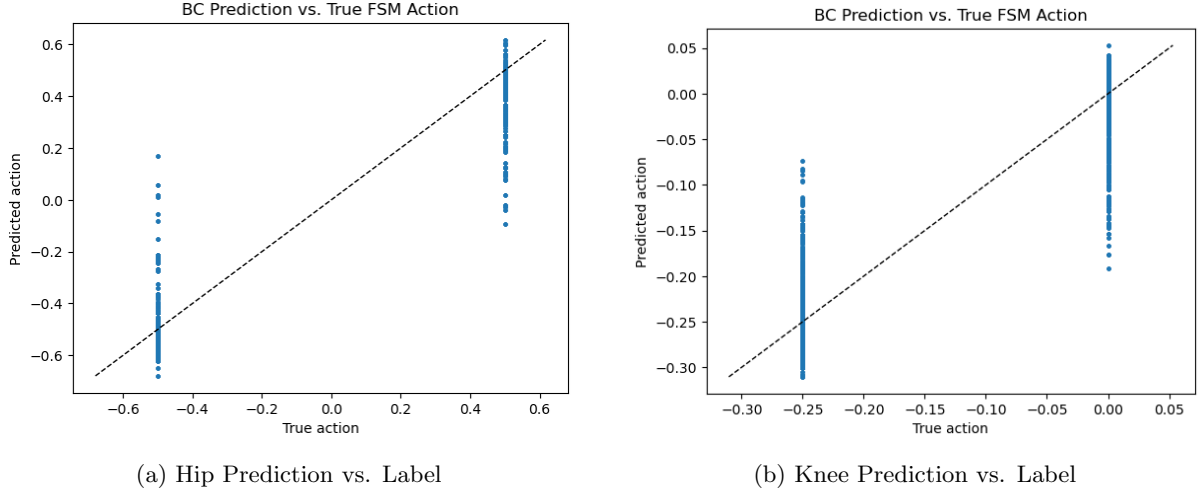 BC Prediction vs. True FSM Action
Predicted action
0.6
0.4
0.2
0.0
−0.2
−0.4
−0.6
−0.6 −0.4 −0.2 0.0 0.2 0.4 0.6
True action
(a) Hip Prediction vs. Label
BC Prediction vs. True FSM Action
Predicted action
0.05
0.00
−0.05
−0.10
−0.15
−0.20
−0.25
−0.30
−0.30 −0.25 −0.20 −0.15 −0.10 −0.05 0.00 0.05
True action
(b) Knee Prediction vs. Label